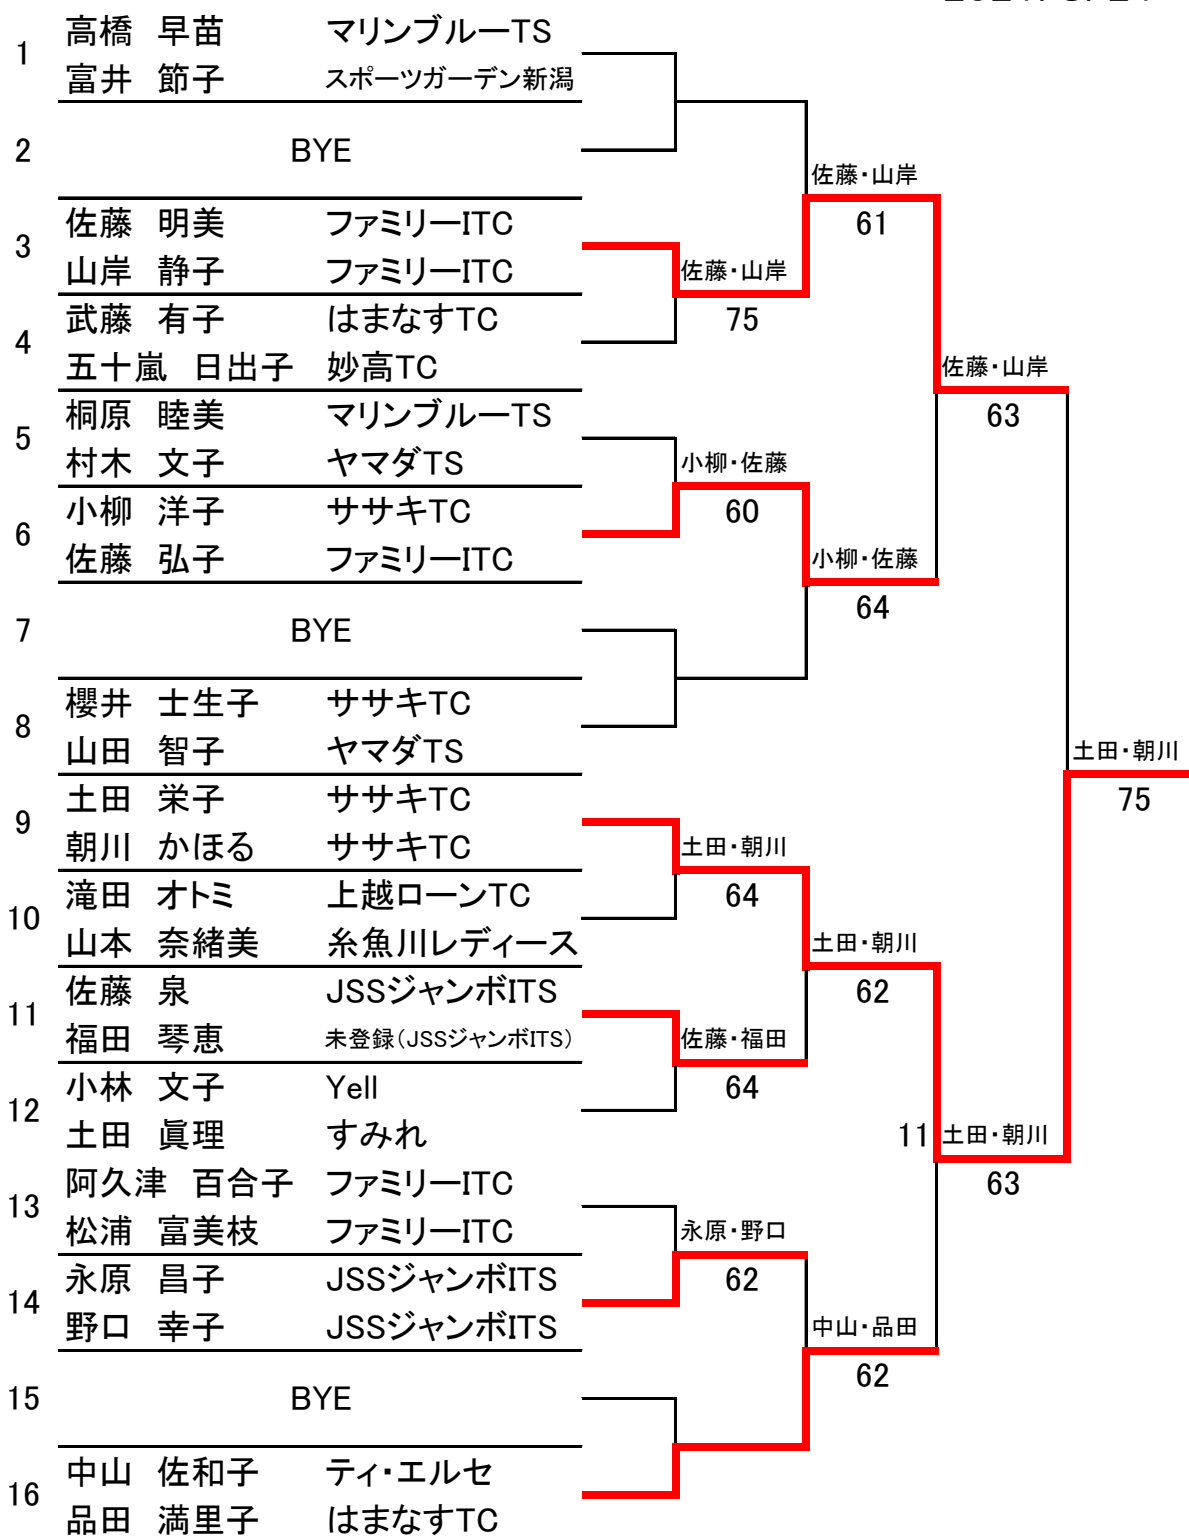 1 高橋 早苗 マリンブルーTS
富井 節子 スポーツガーデン新潟
2 BYE
佐藤・山岸
61
3 佐藤 明美 ファミリーITC
山岸 静子 ファミリーITC
佐藤・山岸
75
4 武藤 有子 はまなすTC
五十嵐 日出子 妙高TC
佐藤・山岸
63
5 桐原 睦美 マリンブルーTS
村木 文子 ヤマダTS
小柳・佐藤
60
6 小柳 洋子 ササキTC
佐藤 弘子 ファミリーITC
小柳・佐藤
64
7 BYE
8 櫻井 士生子 ササキTC
山田 智子 ヤマダTS
土田・朝川
75
9 土田 栄子 ササキTC
朝川 かほる ササキTC
土田・朝川
64
10 滝田 オトミ 上越ローンTC
山本 奈緒美 糸魚川レディース
土田・朝川
62
11 佐藤 泉 JSSジャンボITS
福田 琴恵 未登録(JSSジャンボITS)
佐藤・福田
64
12 小林 文子 Yell
土田 眞理 すみれ
11 土田・朝川
63
13 阿久津 百合子 ファミリーITC
松浦 富美枝 ファミリーITC
永原・野口
62
14 永原 昌子 JSSジャンボITS
野口 幸子 JSSジャンボITS
中山・品田
62
15 BYE
16 中山 佐和子 ティ・エルセ
品田 満里子 はまなすTC